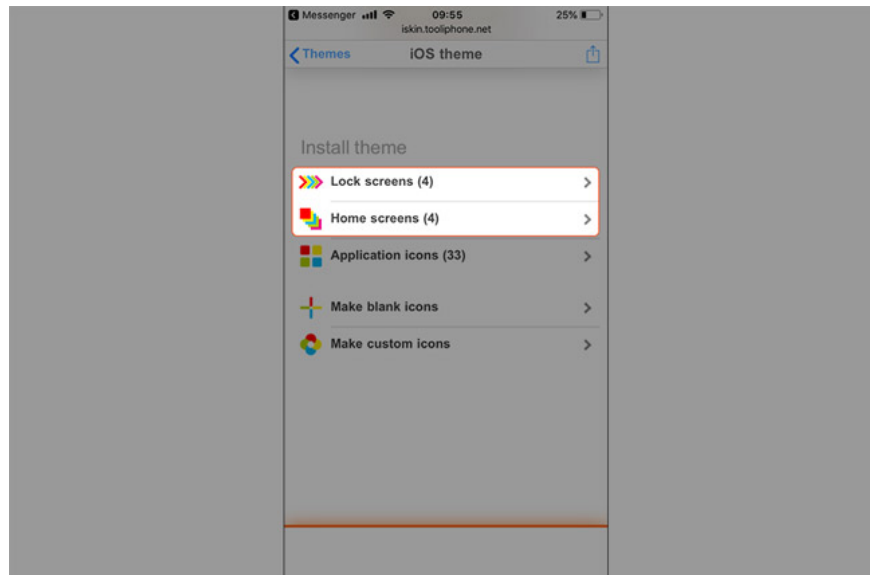 Messenger 09:55 25%
iskin.tooliphone.net
Themes iOS theme
Install theme
Lock screens (4)
Home screens (4)
Application icons (33)
Make blank icons
Make custom icons